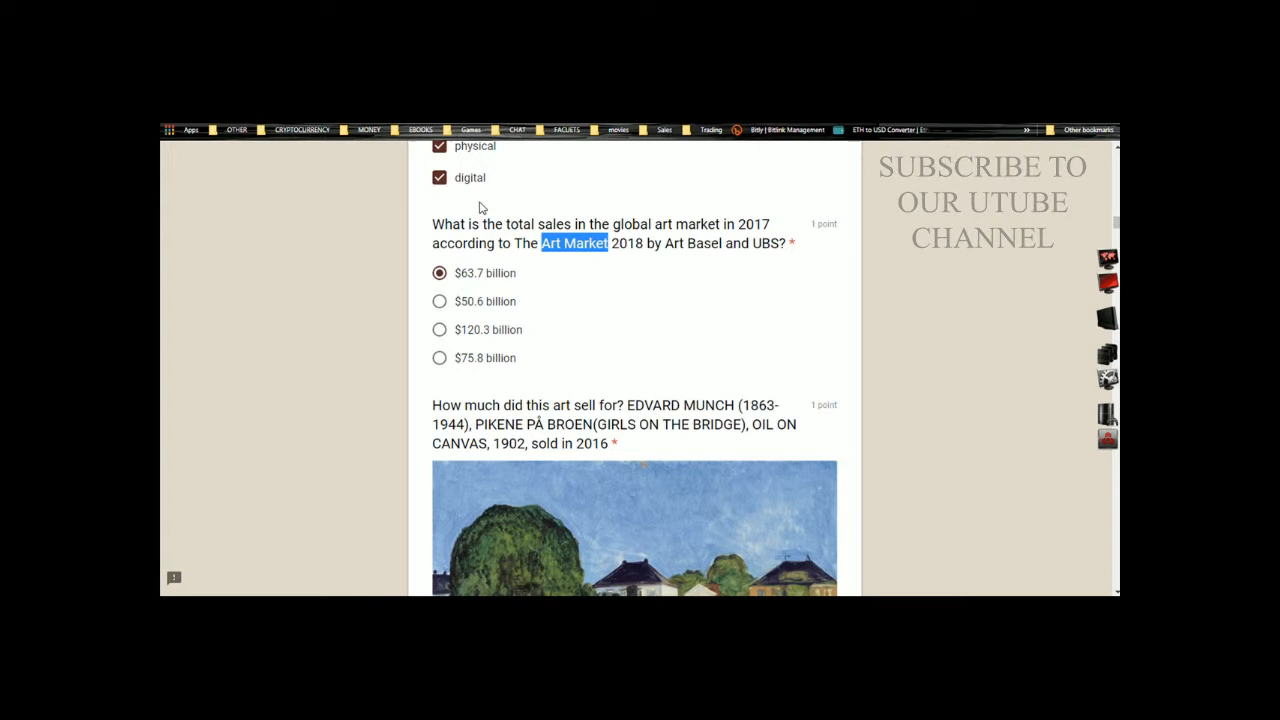 Apps OTHER CRYPTOCURRENCY MONEY EBOOKS Games CHAT FACUETS movies Sales Trading Bitly | Bitlink Management ETH to USD Converter | Et » Other bookmarks
physical
digital
SUBSCRIBE TO
OUR UTUBE
CHANNEL
What is the total sales in the global art market in 2017 1 point
according to The Art Market 2018 by Art Basel and UBS? *
$63.7 billion
$50.6 billion
$120.3 billion
$75.8 billion
How much did this art sell for? EDVARD MUNCH (1863- 1 point
1944), PIKENE PÅ BROEN(GIRLS ON THE BRIDGE), OIL ON
CANVAS, 1902, sold in 2016 *